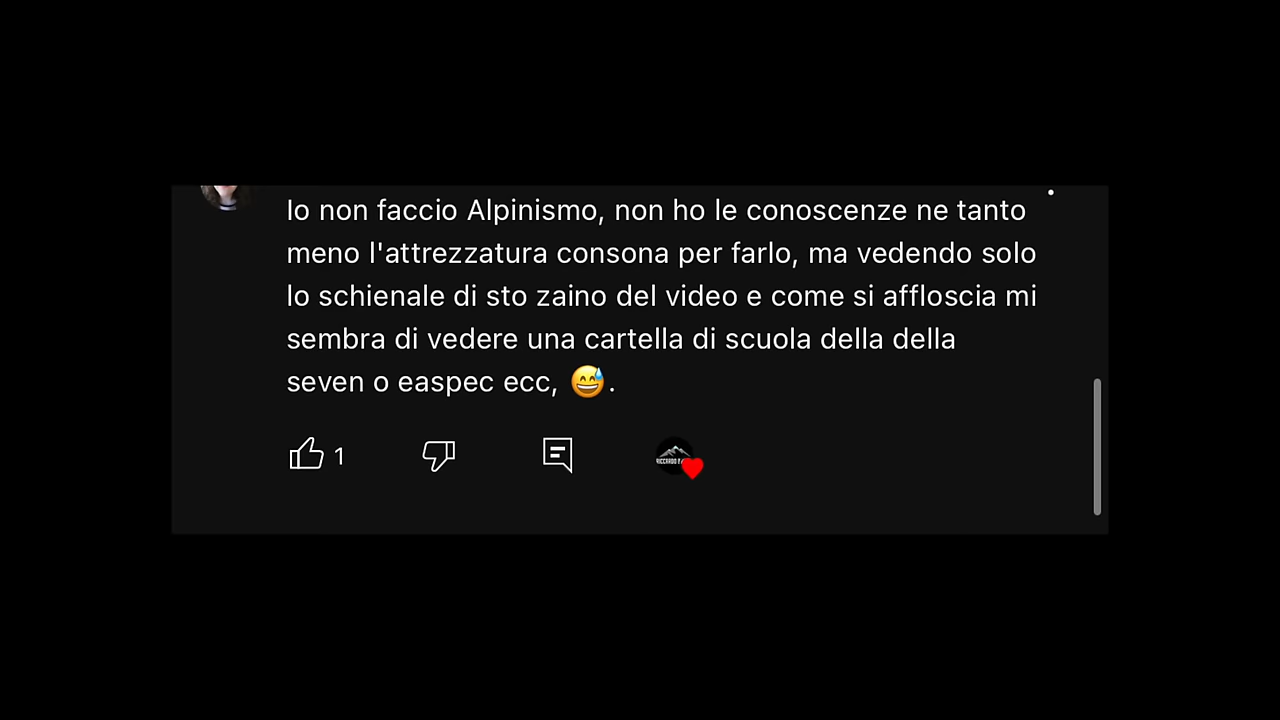 Io non faccio Alpinismo, non ho le conoscenze ne tanto
meno l'attrezzatura consona per farlo, ma vedendo solo
lo schienale di sto zaino del video e come si affloscia mi
sembra di vedere una cartella di scuola della della
seven o easpec ecc, 😅.
1
RICCARDO